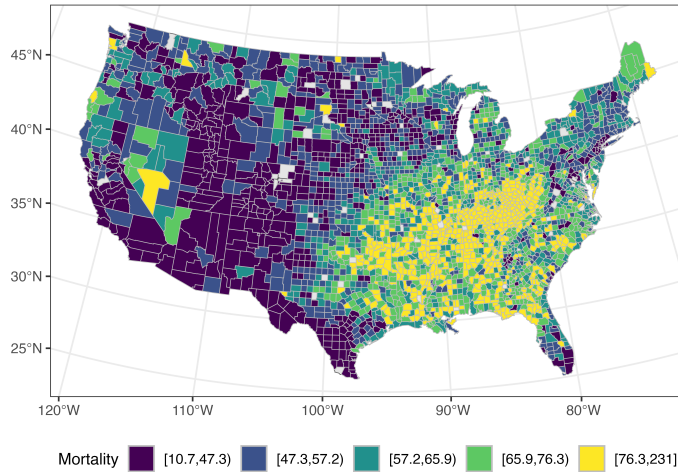 45°N
40°N
35°N
30°N
25°N
120°W 110°W 100°W 90°W 80°W
Mortality [10.7,47.3) [47.3,57.2) [57.2,65.9) [65.9,76.3) [76.3,231]